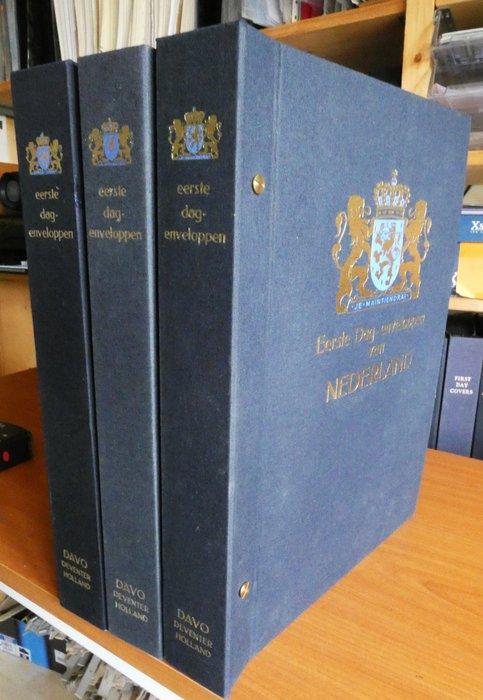 eerste
dag-
enveloppen
DAVO
DEVENTER
HOLLAND
eerste
dag-
enveloppen
DAVO
DEVENTER
HOLLAND
eerste
dag-
enveloppen
DAVO
DEVENTER
HOLLAND
JE·MAINTIENDRAI
Eerste Dag-enveloppen
van
NEDERLAND
FIRST
DAY
COVERS